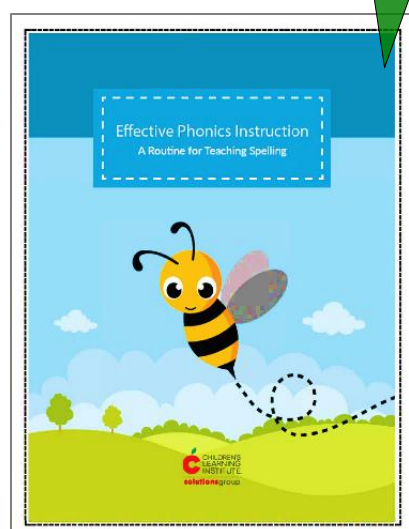 Effective Phonics Instruction
A Routine for Teaching Spelling
CHILDREN'S
LEARNING
INSTITUTE
solutionsgroup